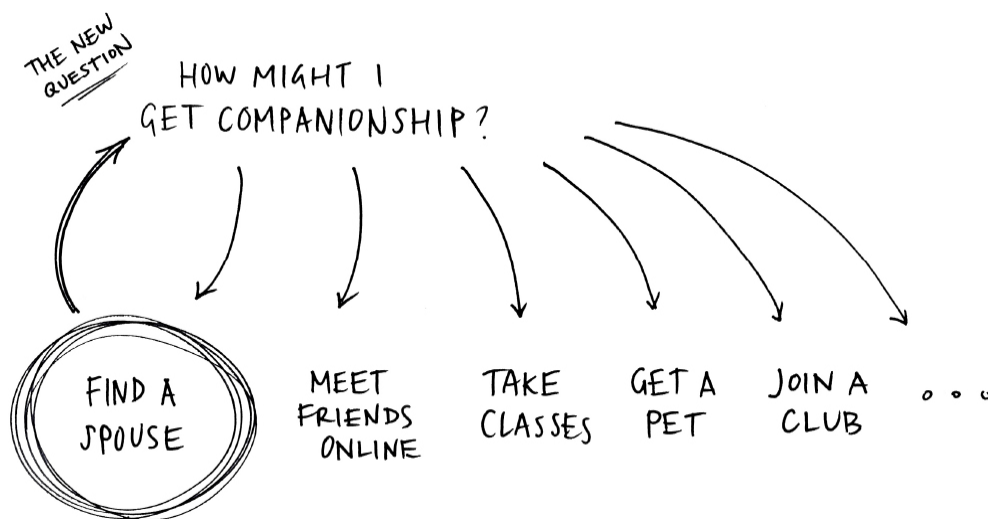 THE NEW
QUESTION
HOW MIGHT I
GET COMPANIONSHIP?
FIND A
SPOUSE
MEET
FRIENDS
ONLINE
TAKE
CLASSES
GET A
PET
JOIN A
CLUB
...